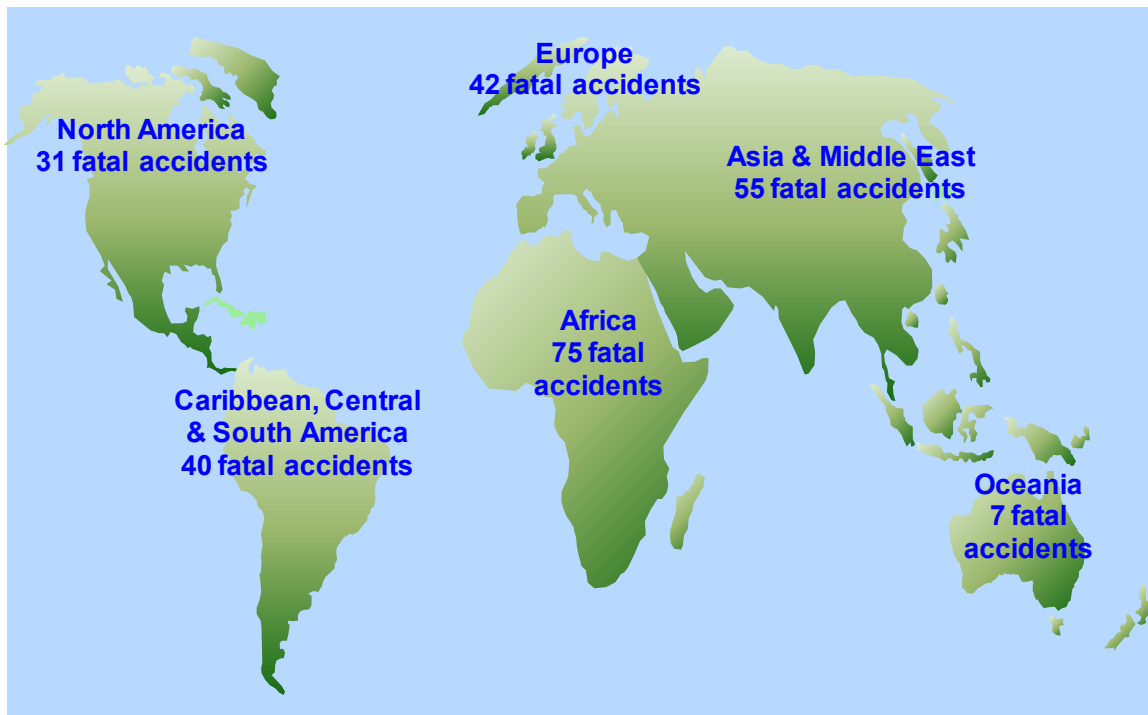 Europe
42 fatal accidents
North America
31 fatal accidents
Asia & Middle East
55 fatal accidents
Africa
75 fatal
accidents
Caribbean, Central
& South America
40 fatal accidents
Oceania
7 fatal
accidents